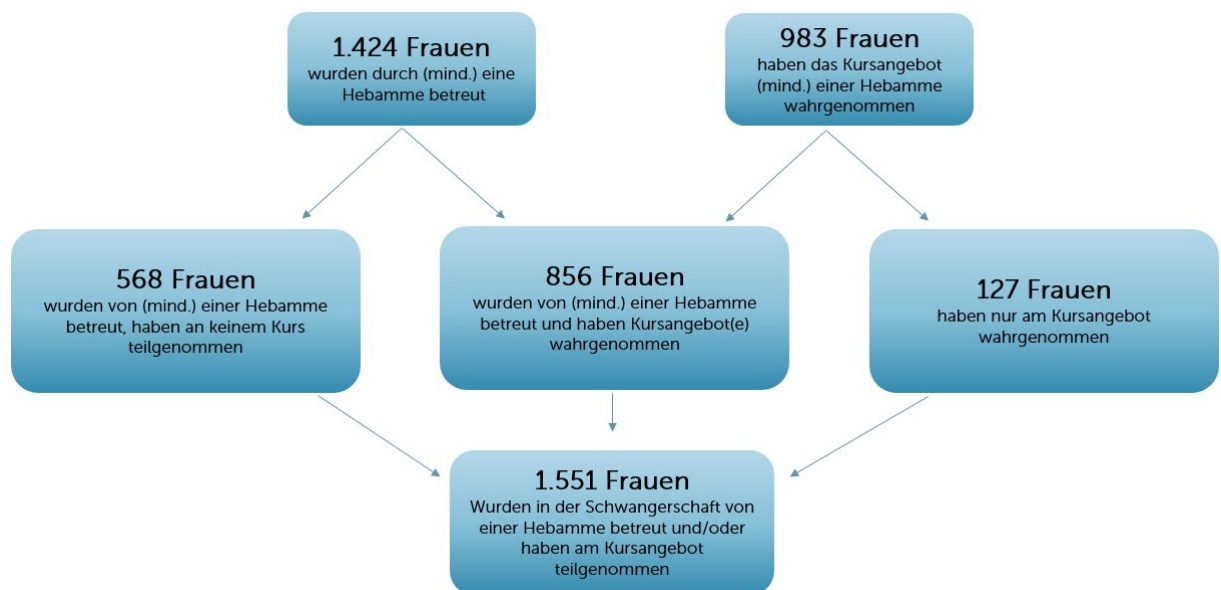 1.424 Frauen
wurden durch (mind.) eine
Hebamme betreut
983 Frauen
haben das Kursangebot
(mind.) einer Hebamme
wahrgenommen
568 Frauen
wurden von (mind.) einer Hebamme
betreut, haben an keinem Kurs
teilgenommen
856 Frauen
wurden von (mind.) einer Hebamme
betreut und haben Kursangebot(e)
wahrgenommen
127 Frauen
haben nur am Kursangebot
wahrgenommen
1.551 Frauen
Wurden in der Schwangerschaft von
einer Hebamme betreut und/oder
haben am Kursangebot
teilgenommen